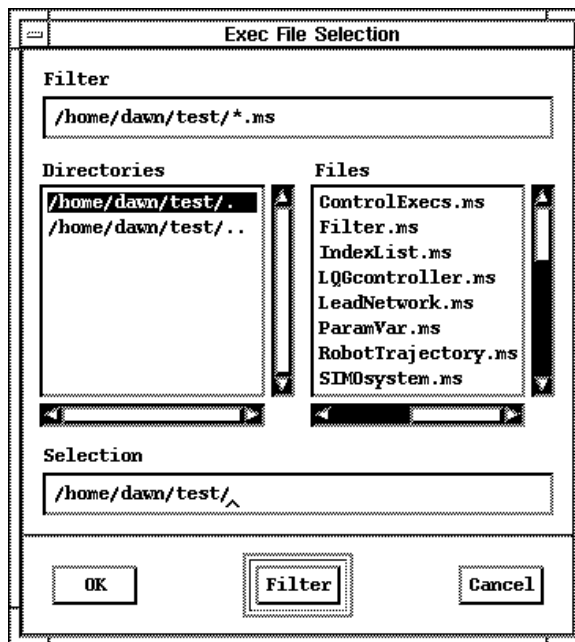 Exec File Selection
Filter
/home/dawn/test/*.ms
Directories
/home/dawn/test/.
/home/dawn/test/..
Files
ControlExecs.ms
Filter.ms
IndexList.ms
LQGcontroller.ms
LeadNetwork.ms
ParamVar.ms
RobotTrajectory.ms
SIMOsystem.ms
Selection
/home/dawn/test/
OK
Filter
Cancel